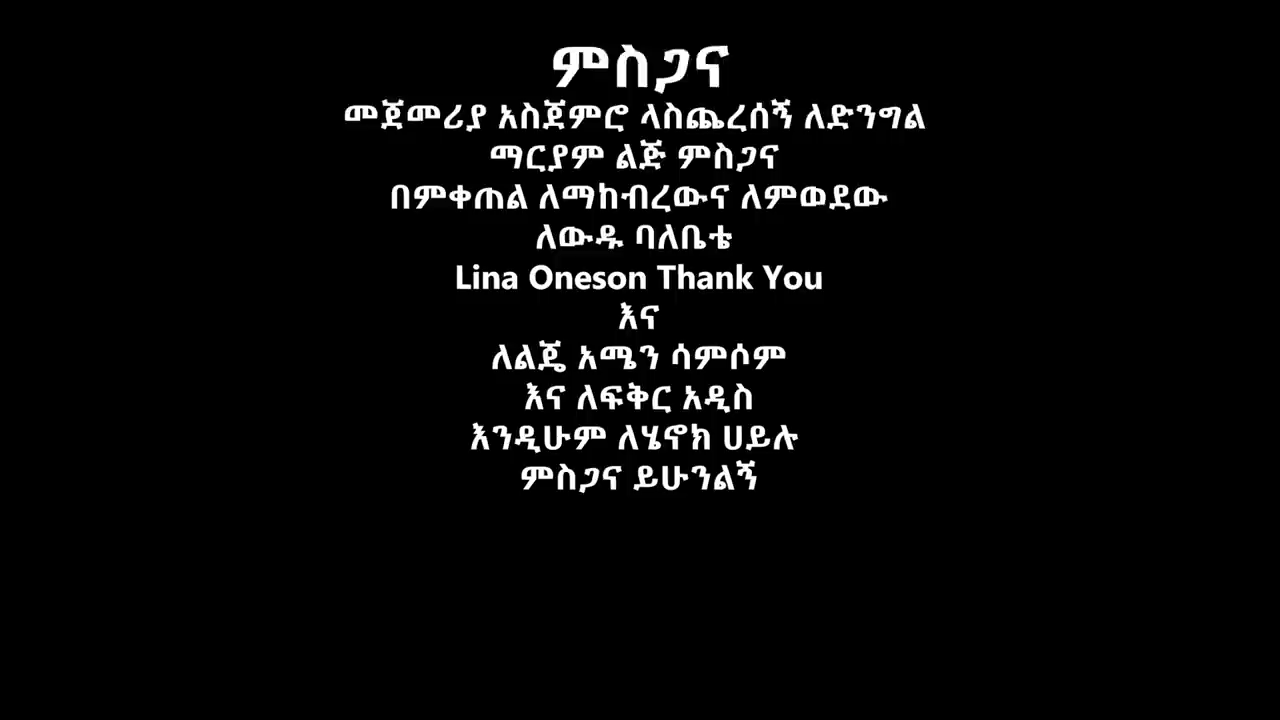 ምስጋና
መጀመሪያ አስጀምሮ ላስጨረሰኝ ለድንግል
ማርያም ልጅ ምስጋና
በምቀጠል ለማከብረውና ለምወደው
ለውዱ ባለቤቴ
Lina Oneson Thank You
እና
ለልጄ አሜን ሳምሶም
እና ለፍቅር አዲስ
እንዲሁም ለሄኖክ ሀይሉ
ምስጋና ይሁንልኝ